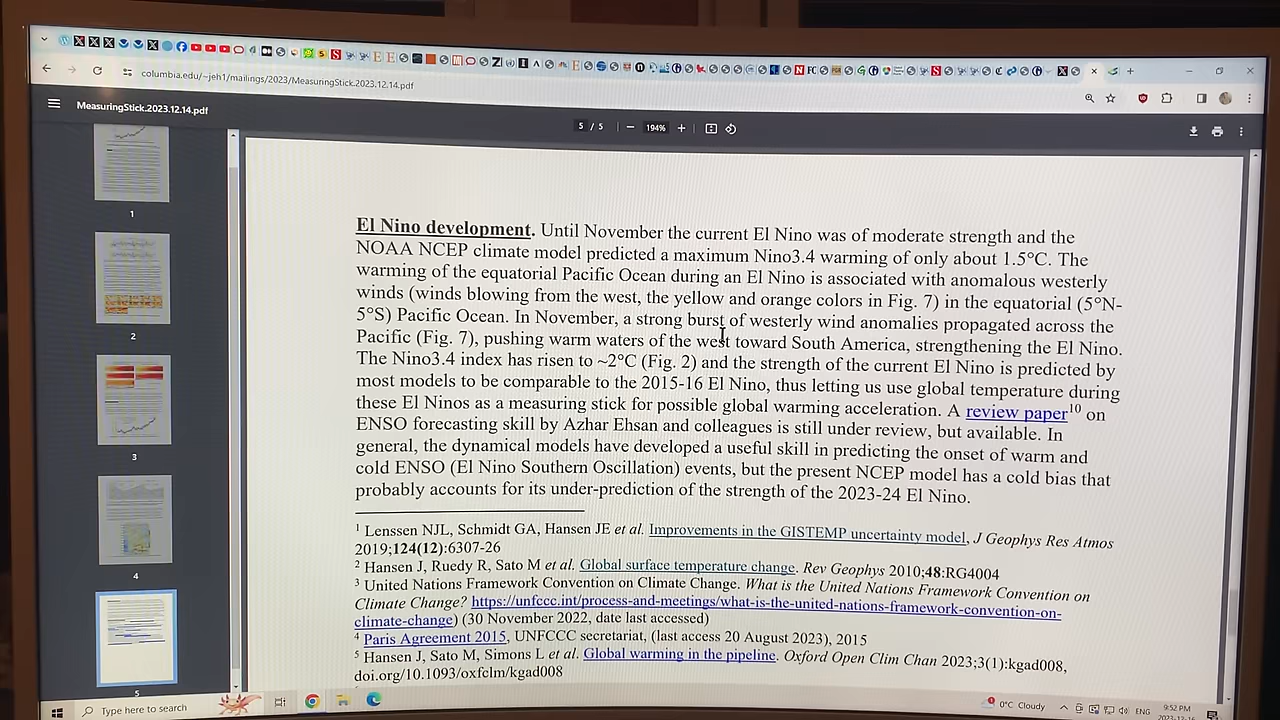 columbia.edu/~jeh1/mailings/2023/MeasuringStick.2023.12.14.pdf
MeasuringStick.2023.12.14.pdf
5 / 5
194%
1
2
3
4
5
El Nino development. Until November the current El Nino was of moderate strength and the
NOAA NCEP climate model predicted a maximum Nino3.4 warming of only about 1.5°C. The
warming of the equatorial Pacific Ocean during an El Nino is associated with anomalous westerly
winds (winds blowing from the west, the yellow and orange colors in Fig. 7) in the equatorial (5°N-
5°S) Pacific Ocean. In November, a strong burst of westerly wind anomalies propagated across the
Pacific (Fig. 7), pushing warm waters of the west toward South America, strengthening the El Nino.
The Nino3.4 index has risen to ~2°C (Fig. 2) and the strength of the current El Nino is predicted by
most models to be comparable to the 2015-16 El Nino, thus letting us use global temperature during
these El Ninos as a measuring stick for possible global warming acceleration. A review paper10 on
ENSO forecasting skill by Azhar Ehsan and colleagues is still under review, but available. In
general, the dynamical models have developed a useful skill in predicting the onset of warm and
cold ENSO (El Nino Southern Oscillation) events, but the present NCEP model has a cold bias that
probably accounts for its under-prediction of the strength of the 2023-24 El Nino.
1 Lenssen NJL, Schmidt GA, Hansen JE et al. Improvements in the GISTEMP uncertainty model, J Geophys Res Atmos
2019;124(12):6307-26
2 Hansen J, Ruedy R, Sato M et al. Global surface temperature change. Rev Geophys 2010;48:RG4004
3 United Nations Framework Convention on Climate Change. What is the United Nations Framework Convention on
Climate Change? https://unfccc.int/process-and-meetings/what-is-the-united-nations-framework-convention-on-
climate-change) (30 November 2022, date last accessed)
4 Paris Agreement 2015, UNFCCC secretariat, (last access 20 August 2023), 2015
5 Hansen J, Sato M, Simons L et al. Global warming in the pipeline. Oxford Open Clim Chan 2023;3(1):kgad008,
doi.org/10.1093/oxfclm/kgad008
Type here to search
0°C Cloudy
ENG
9:52 PM
2023-12-16